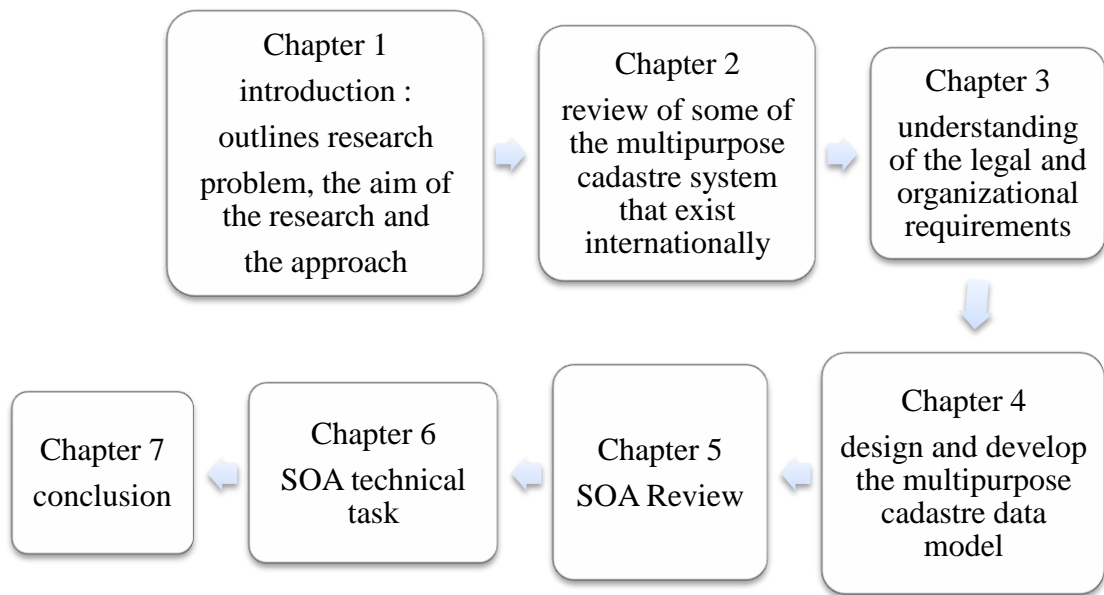 Chapter 1
introduction :
outlines research
problem, the aim of
the research and
the approach
Chapter 2
review of some of
the multipurpose
cadastre system
that exist
internationally
Chapter 3
understanding
of the legal and
organizational
requirements
Chapter 4
design and develop
the multipurpose
cadastre data
model
Chapter 5
SOA Review
Chapter 6
SOA technical
task
Chapter 7
conclusion